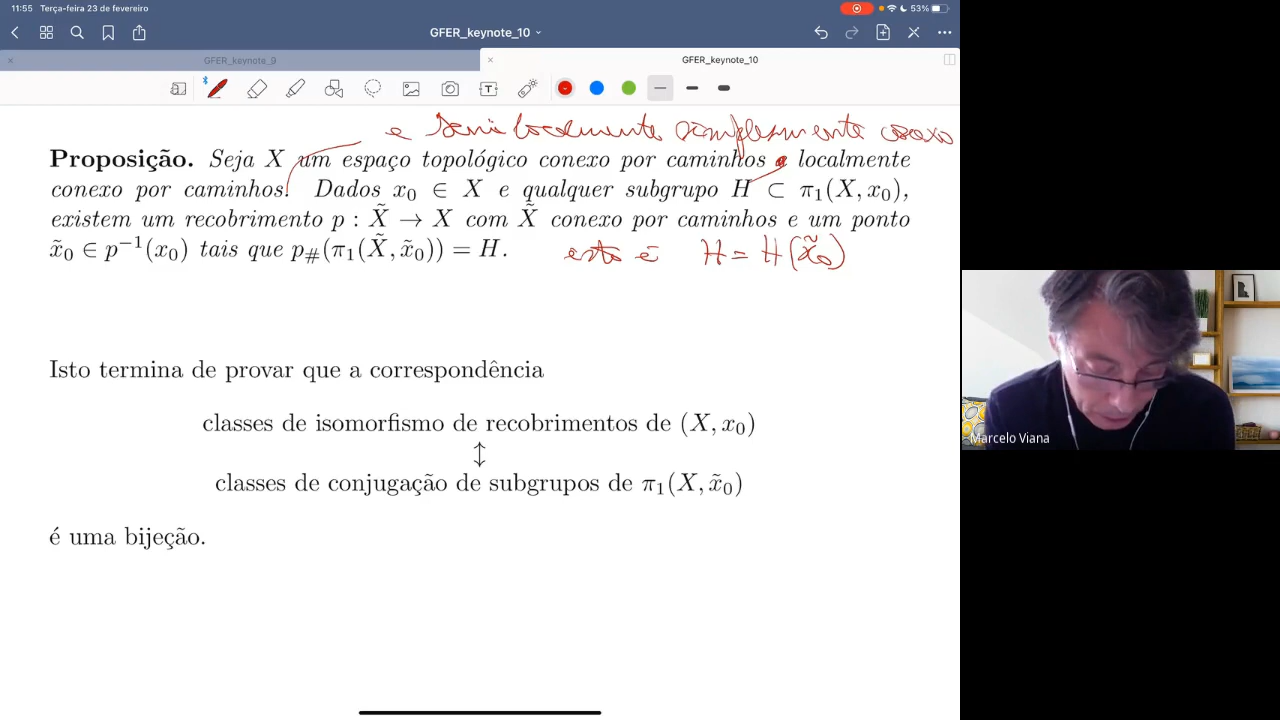 11:55 Terça-feira 23 de fevereiro
53%
GFER_keynote_10
GFER_keynote_9
GFER_keynote_10
e semi localmente simplesmente conexo
Proposição. Seja X um espaço topológico conexo por caminhos e localmente
conexo por caminhos. Dados x₀ ∈ X e qualquer subgrupo H ⊂ π₁(X, x₀),
existem um recobrimento p : X̃ → X com X̃ conexo por caminhos e um ponto
x̃₀ ∈ p⁻¹(x₀) tais que p#(π₁(X̃, x̃₀)) = H. isto é H = H(x̃₀)
Isto termina de provar que a correspondência
classes de isomorfismo de recobrimentos de (X, x₀)
↕
classes de conjugação de subgrupos de π₁(X, x̃₀)
é uma bijeção.
Marcelo Viana